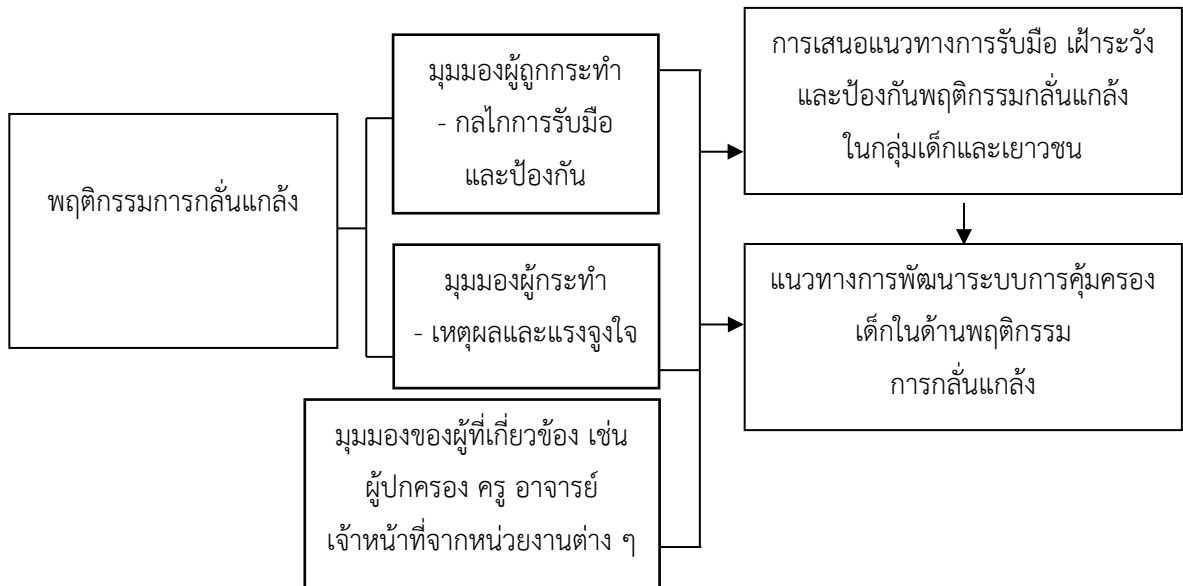 พฤติกรรมการกลั่นแกล้ง
มุมมองผู้ถูกกระทำ
- กลไกการรับมือ
และป้องกัน
มุมมองผู้กระทำ
- เหตุผลและแรงจูงใจ
มุมมองของผู้ที่เกี่ยวข้อง เช่น
ผู้ปกครอง ครู อาจารย์
เจ้าหน้าที่จากหน่วยงานต่าง ๆ
การเสนอแนวทางการรับมือ เฝ้าระวัง
และป้องกันพฤติกรรมกลั่นแกล้ง
ในกลุ่มเด็กและเยาวชน
แนวทางการพัฒนาระบบการคุ้มครอง
เด็กในด้านพฤติกรรม
การกลั่นแกล้ง